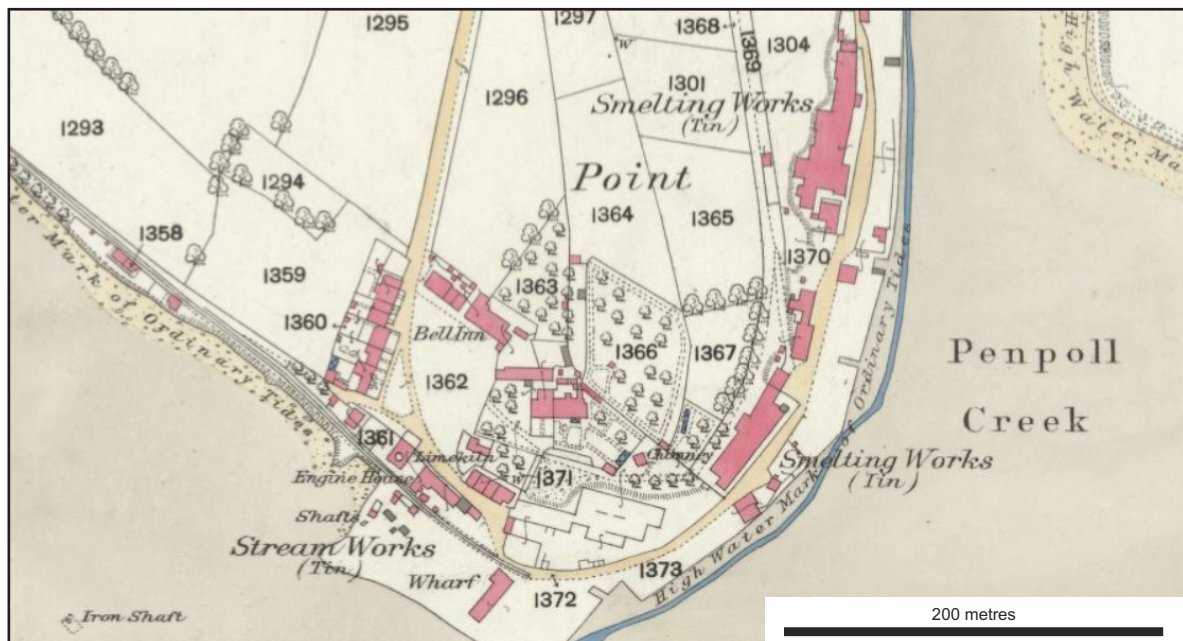 1295
1297
1368
1369
1304
High Water Ma
1293
1296
W
1301
Smelting Works
(Tin)
1294
Point
1364
1365
1358
ter Mark of Ordinary Tides
1359
1370
1363
1360
Bell Inn
1366
1367
Penpoll
Creek
1362
1361
Limekiln
Chimney
Engine House
W
1371
Smelting Works
(Tin)
Shafts
Stream Works
(Tin)
High Water Mark of Ordinary Tides
Wharf
1372
1373
200 metres
Iron Shaft